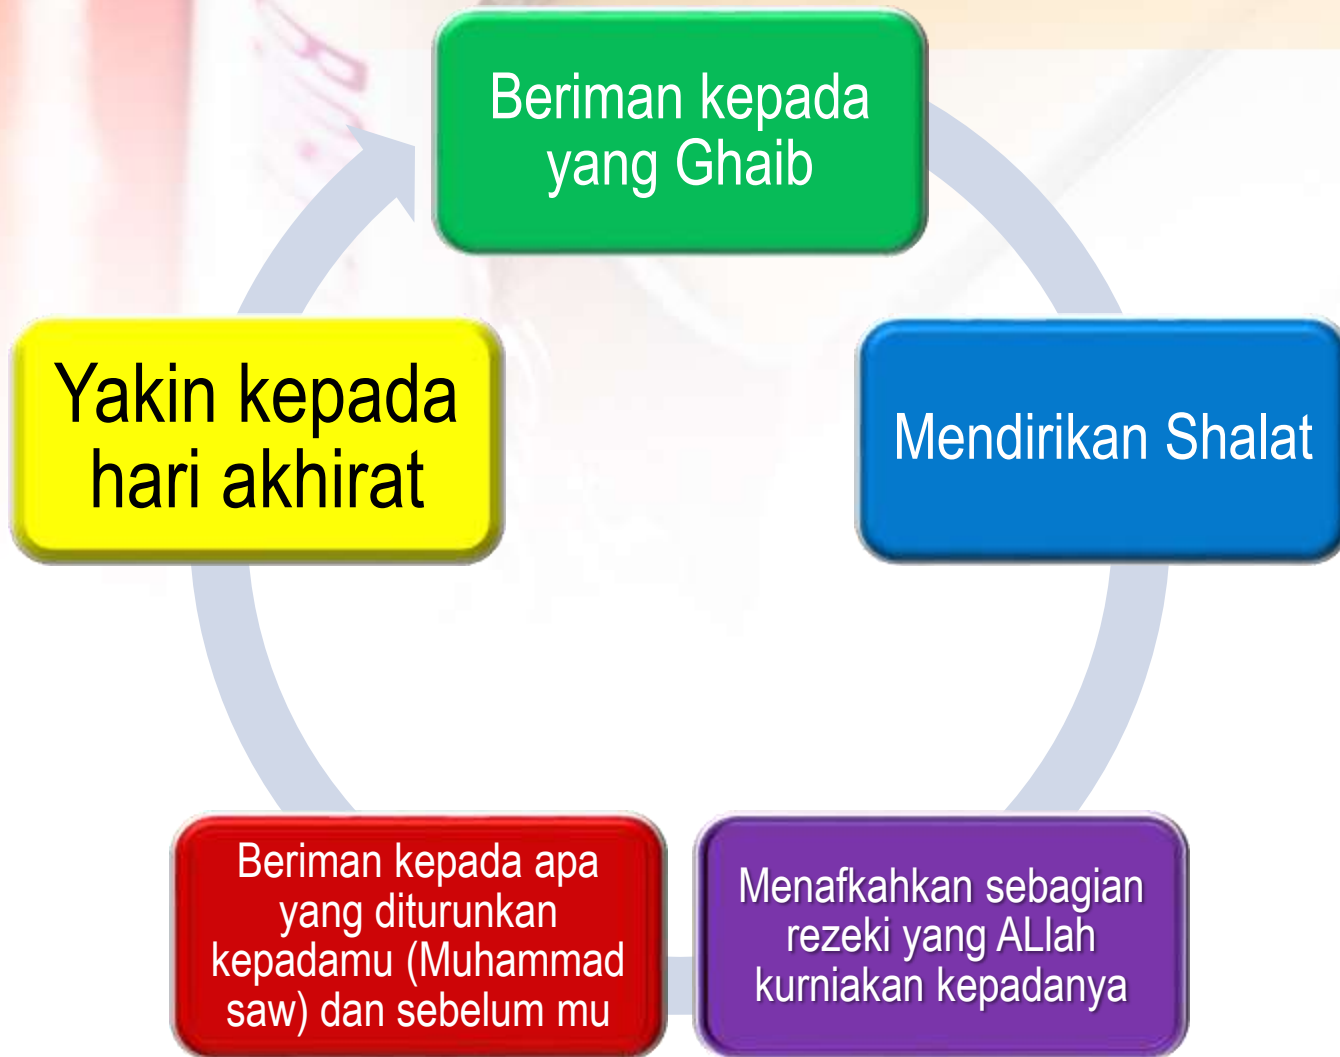 Beriman kepada
yang Ghaib
Mendirikan Shalat
Menafkahkan sebagian
rezeki yang ALlah
kurniakan kepadanya
Beriman kepada apa
yang diturunkan
kepadamu (Muhammad
saw) dan sebelum mu
Yakin kepada
hari akhirat